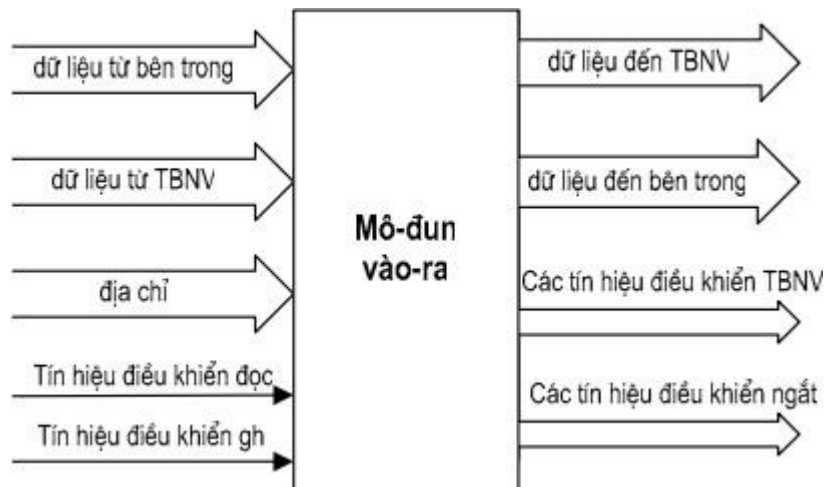 dữ liệu từ bên trong
dữ liệu từ TBNV
địa chỉ
Tín hiệu điều khiển đọc
Tín hiệu điều khiển gh
Mô-đun
vào-ra
dữ liệu đến TBNV
dữ liệu đến bên trong
Các tín hiệu điều khiển TBNV
Các tín hiệu điều khiển ngắt